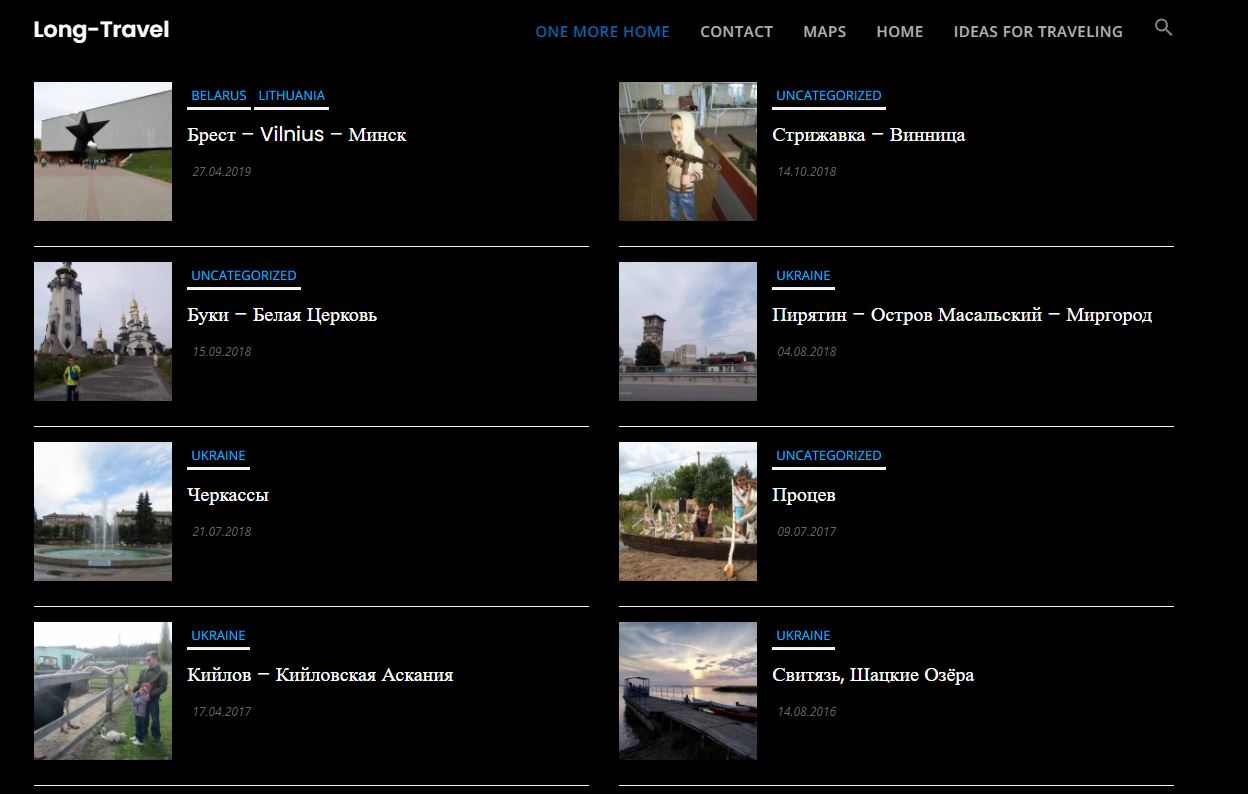 Long-Travel
ONE MORE HOME CONTACT MAPS HOME IDEAS FOR TRAVELING
BELARUS LITHUANIA
Брест – Vilnius – Минск
27.04.2019
UNCATEGORIZED
Стрижавка – Винница
14.10.2018
UNCATEGORIZED
Буки – Белая Церковь
15.09.2018
UKRAINE
Пирятин – Остров Масальский – Миргород
04.08.2018
UKRAINE
Черкассы
21.07.2018
UNCATEGORIZED
Процев
09.07.2017
UKRAINE
Кийлов – Кийловская Аскания
17.04.2017
UKRAINE
Свитязь, Шацкие Озёра
14.08.2016